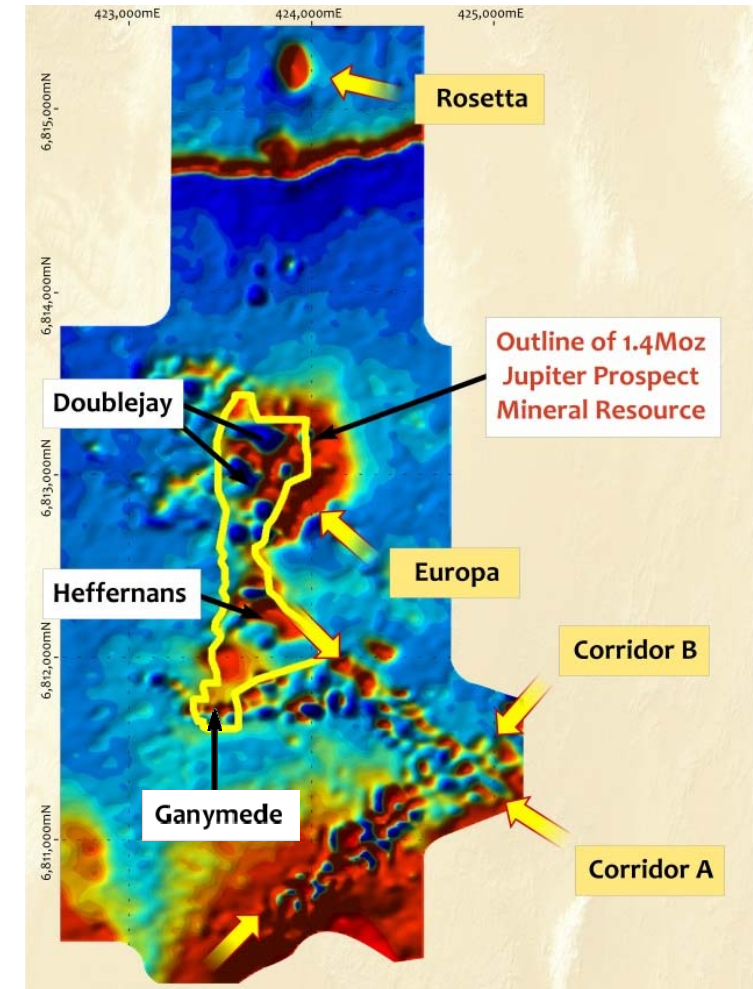 423,000mE
424,000mE
425,000mE
6,815,000mN
Rosetta
6,814,000mN
Outline of 1.4Moz
Jupiter Prospect
Mineral Resource
Doublejay
6,813,000mN
Europa
Heffernans
6,812,000mN
Corridor B
Ganymede
6,811,000mN
Corridor A